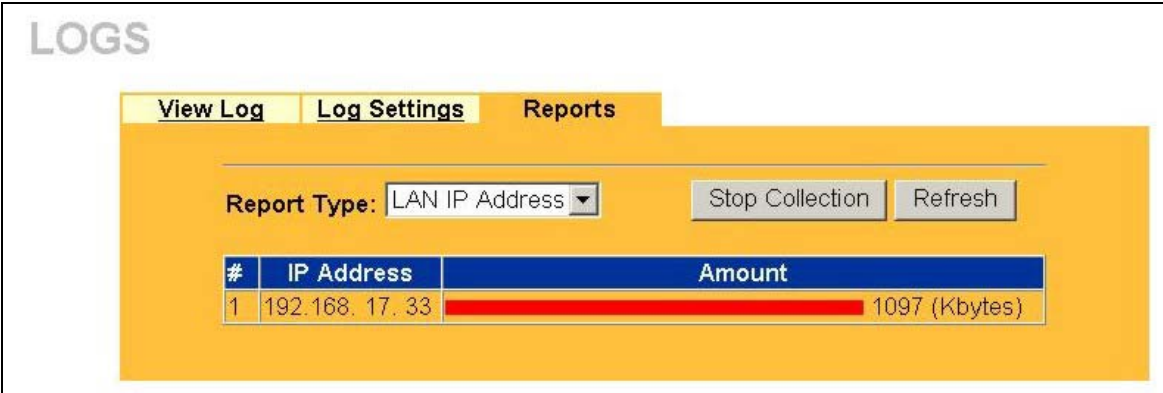 LOGS
View Log Log Settings Reports
Report Type: LAN IP Address Stop Collection Refresh
# IP Address Amount
1 192.168. 17. 33 1097 (Kbytes)